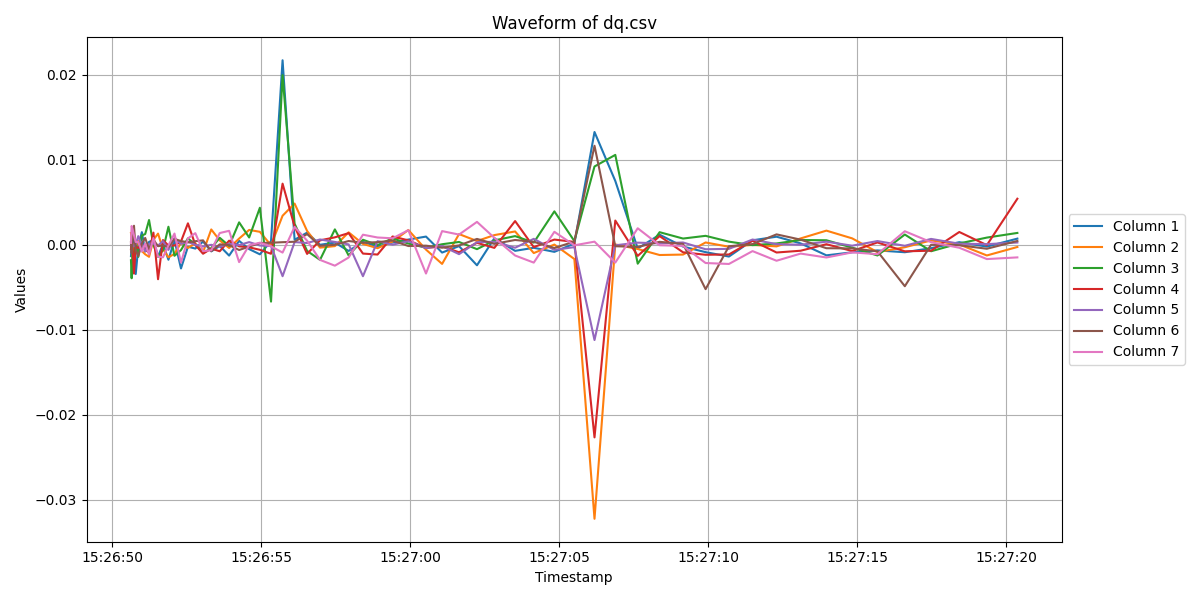 Waveform of dq.csv
Values
0.02
0.01
0.00
−0.01
−0.02
−0.03
15:26:50 15:26:55 15:27:00 15:27:05 15:27:10 15:27:15 15:27:20
Timestamp
Column 1
Column 2
Column 3
Column 4
Column 5
Column 6
Column 7